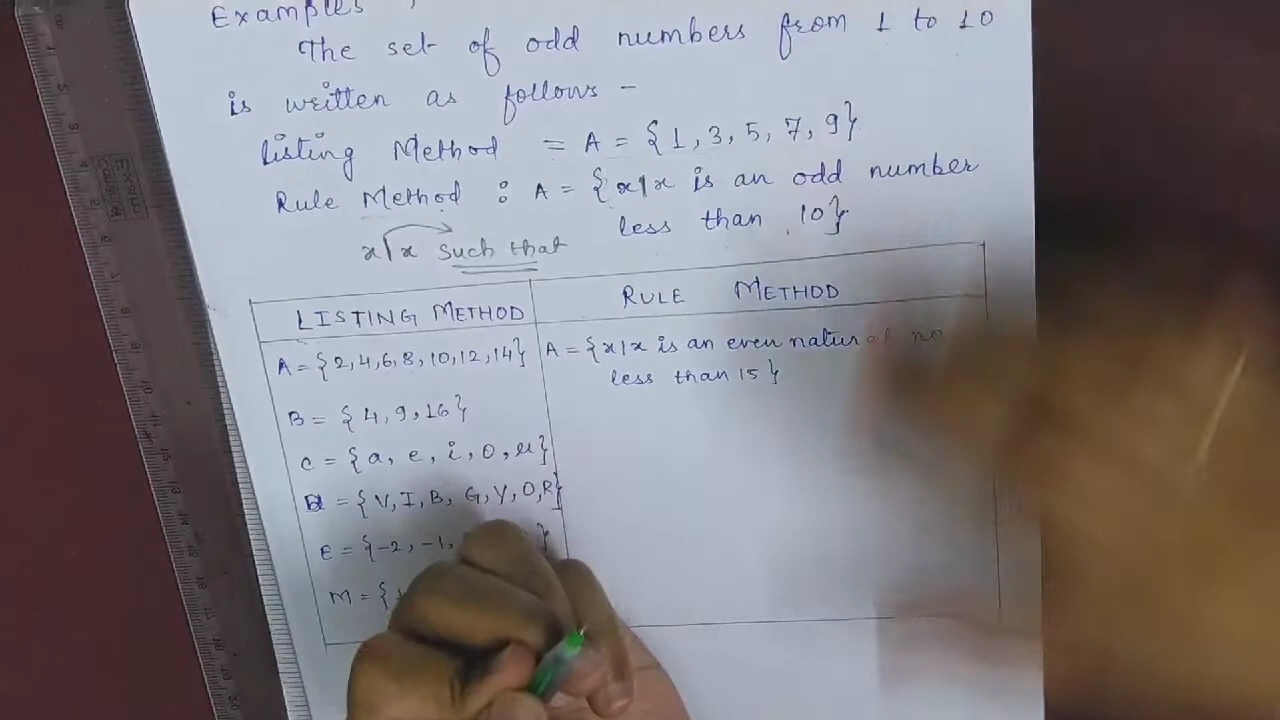 Examples
The set of odd numbers from 1 to 10
is written as follows -
Listing Method = A = {1, 3, 5, 7, 9}
Rule Method : A = {x|x is an odd number
less than 10}
x|x such that
LISTING METHOD
RULE METHOD
A = {2, 4, 6, 8, 10, 12, 14}
A = {x|x is an even natural no
less than 15}
B = {4, 9, 16}
C = {a, e, i, o, u}
D = {V, I, B, G, Y, O, R}
E = {-2, -1, }
M = {